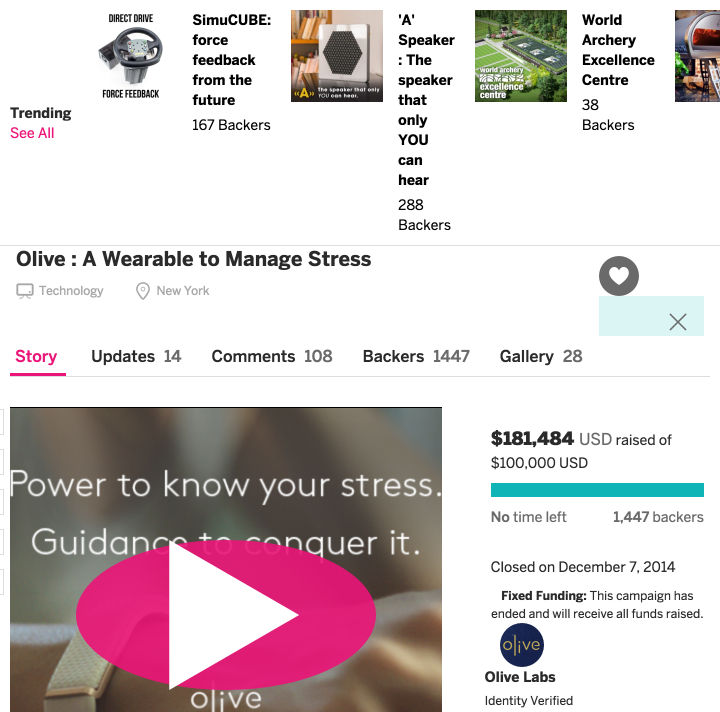 Trending
See All
DIRECT DRIVE
FORCE FEEDBACK
SimuCUBE:
force
feedback
from the
future
167 Backers
«A» The speaker that only
YOU can hear.
'A'
Speaker
: The
speaker
that
only
YOU
can
hear
288
Backers
world archery
excellence
centre
World
Archery
Excellence
Centre
38
Backers
Olive : A Wearable to Manage Stress
Technology
New York
Story
Updates 14
Comments 108
Backers 1447
Gallery 28
Power to know your stress.
Guidance to conquer it.
olive
$181,484 USD raised of
$100,000 USD
No time left
1,447 backers
Closed on December 7, 2014
Fixed Funding: This campaign has
ended and will receive all funds raised.
olive
Olive Labs
Identity Verified